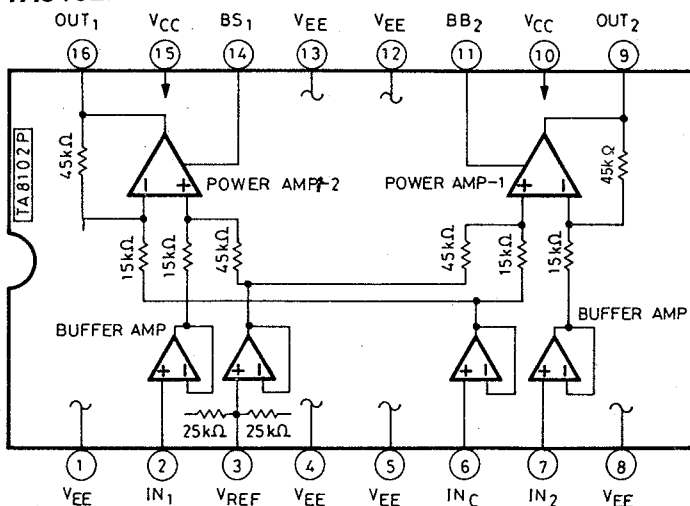 OUT1 VCC BS1 VEE VEE BB2 VCC OUT2
16 15 14 13 12 11 10 9
TA8102P
45kΩ
45kΩ
POWER AMP-2
POWER AMP-1
15kΩ
15kΩ
45kΩ
45kΩ
15kΩ
15kΩ
BUFFER AMP
BUFFER AMP
25kΩ 25kΩ
1 2 3 4 5 6 7 8
VEE IN1 VREF VEE VEE INC IN2 VEE